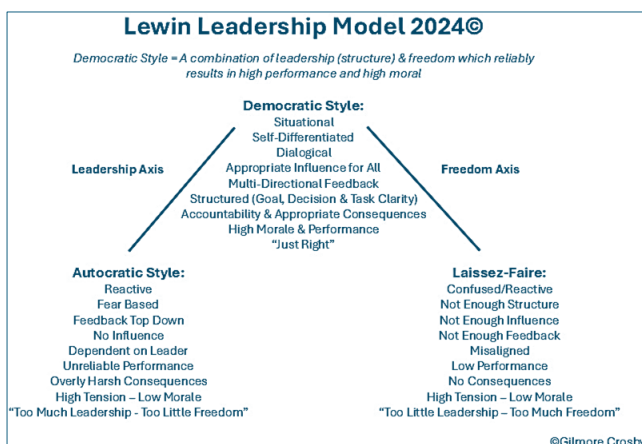 Lewin Leadership Model 2024©
Democratic Style = A combination of leadership (structure) & freedom which reliably
results in high performance and high moral
Democratic Style:
Situational
Self-Differentiated
Dialogical
Appropriate Influence for All
Multi-Directional Feedback
Structured (Goal, Decision & Task Clarity)
Accountability & Appropriate Consequences
High Morale & Performance
“Just Right”
Leadership Axis
Freedom Axis
Autocratic Style:
Reactive
Fear Based
Feedback Top Down
No Influence
Dependent on Leader
Unreliable Performance
Overly Harsh Consequences
High Tension – Low Morale
“Too Much Leadership - Too Little Freedom”
Laissez-Faire:
Confused/Reactive
Not Enough Structure
Not Enough Influence
Not Enough Feedback
Misaligned
Low Performance
No Consequences
High Tension – Low Morale
“Too Little Leadership – Too Much Freedom”
©Gilmore Crosby